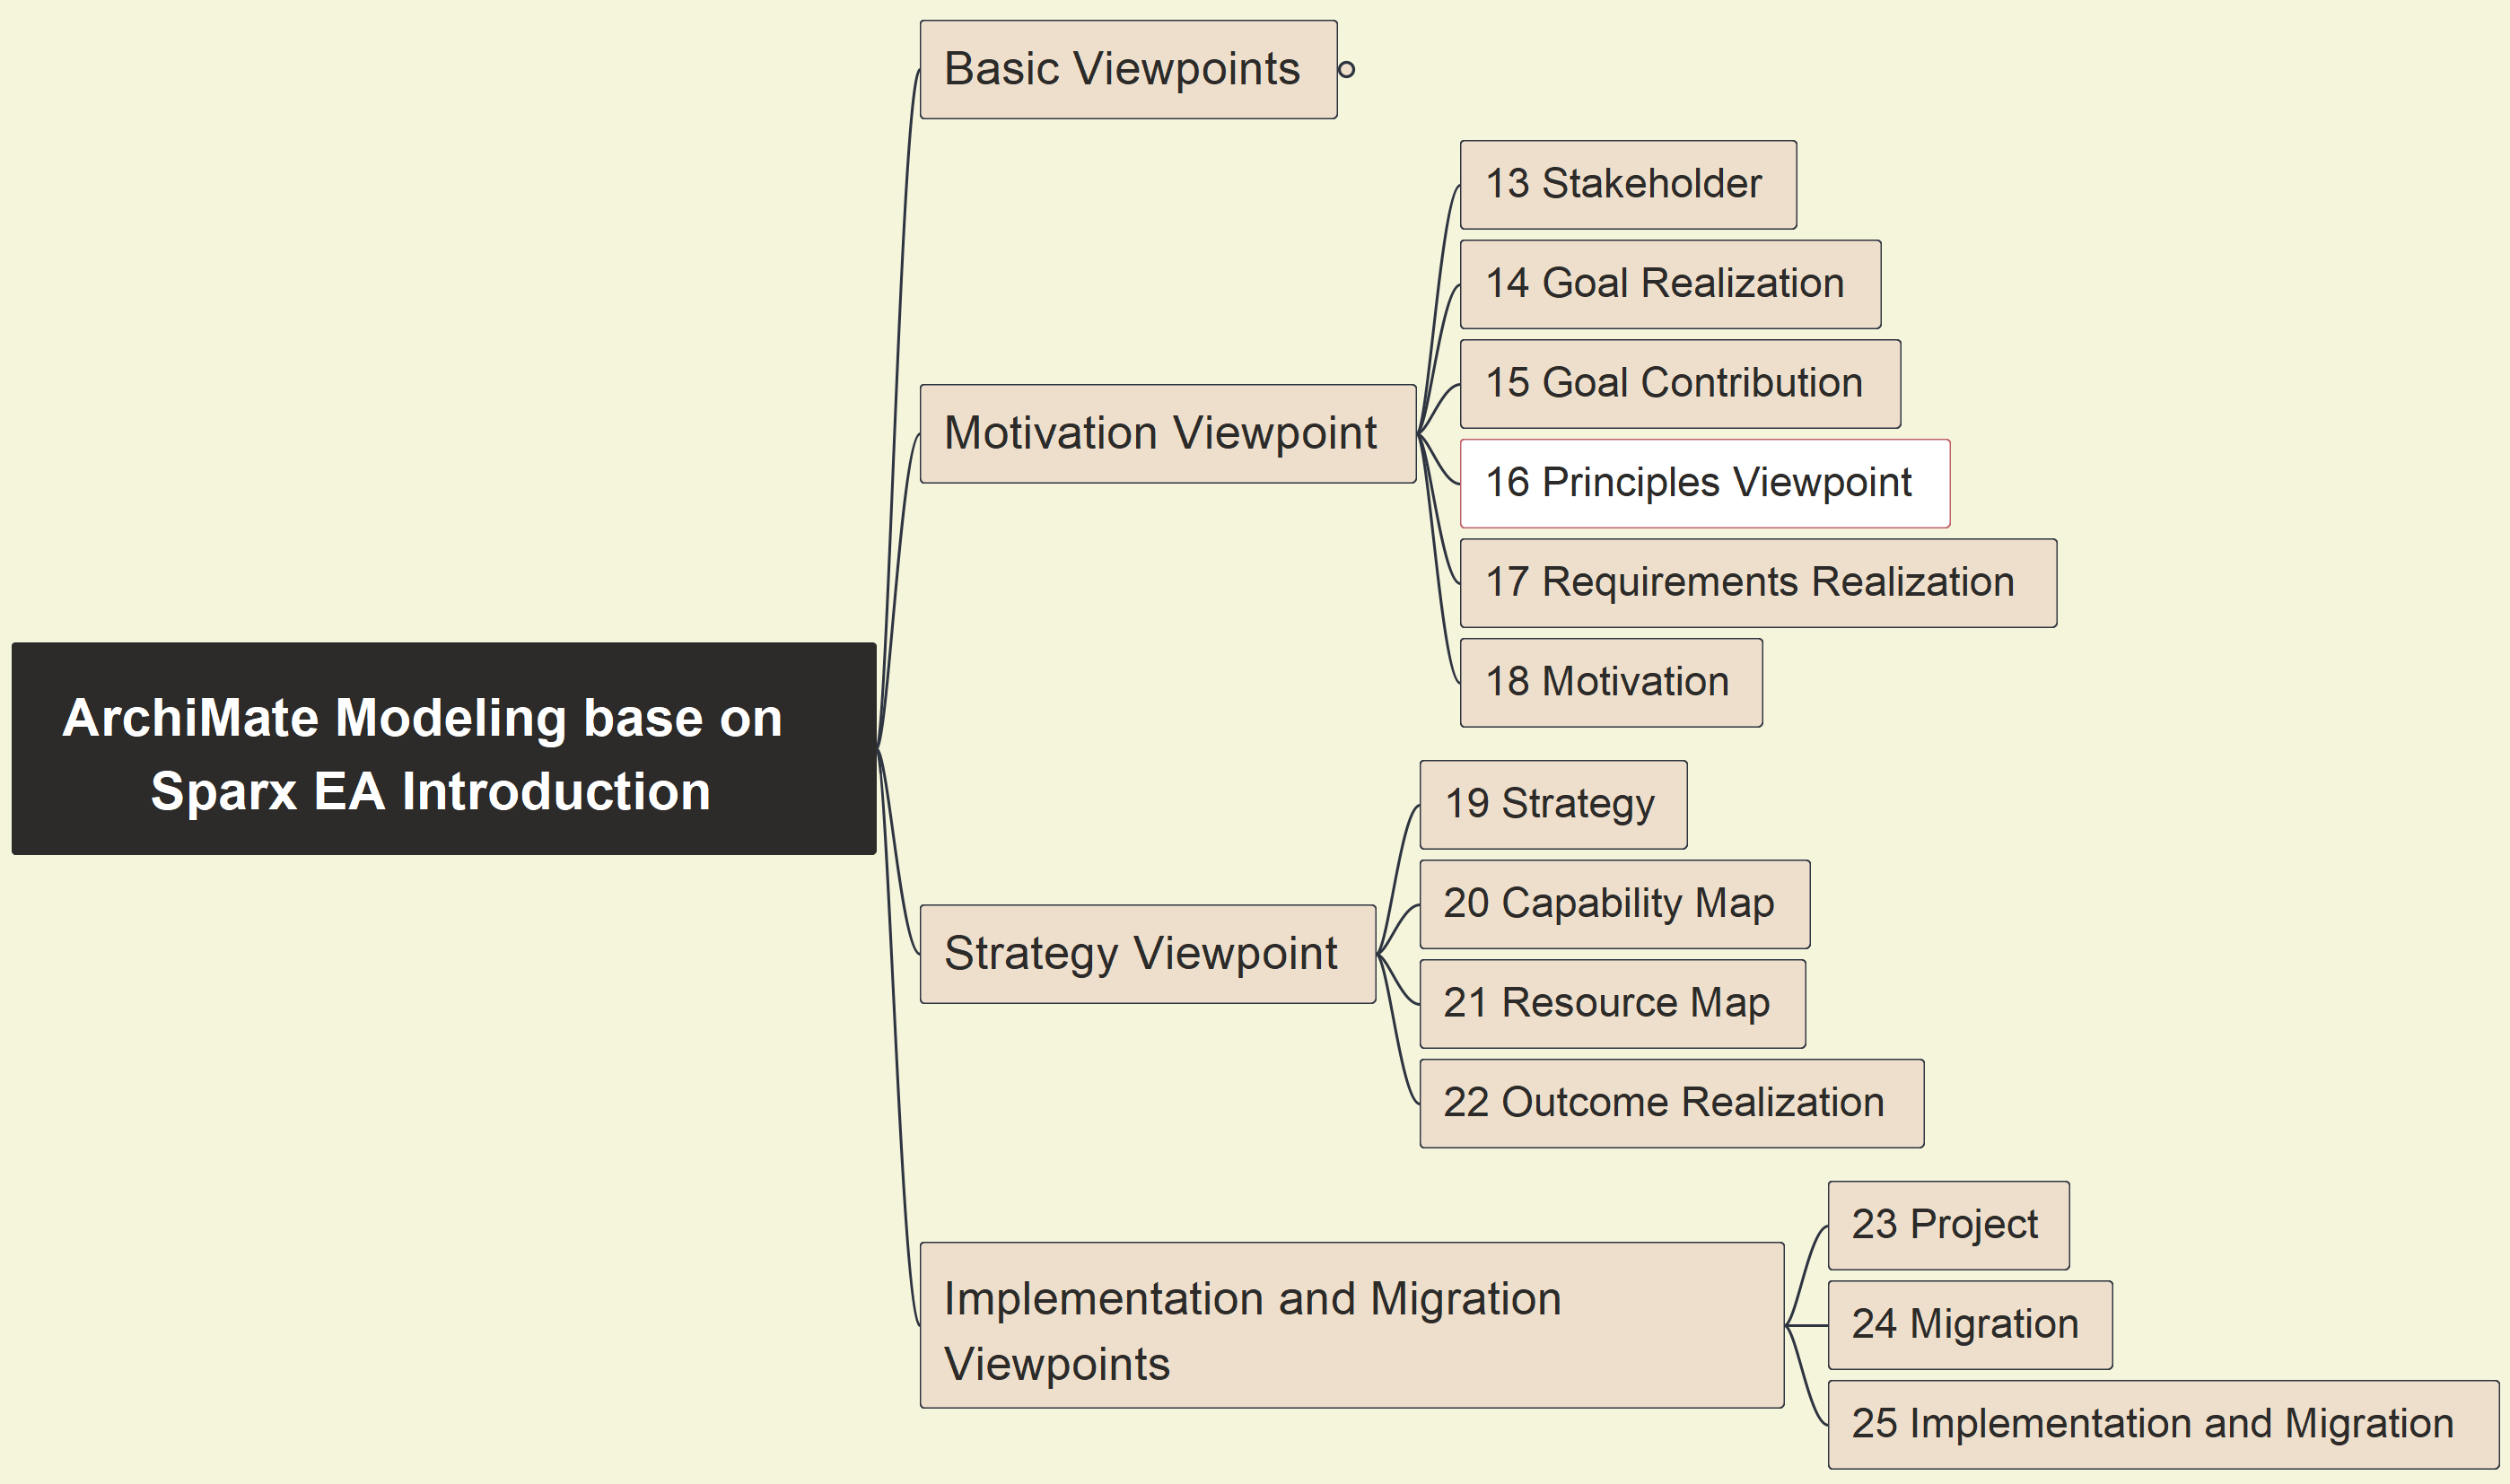 Basic Viewpoints
13 Stakeholder
14 Goal Realization
15 Goal Contribution
Motivation Viewpoint
16 Principles Viewpoint
17 Requirements Realization
18 Motivation
ArchiMate Modeling base on
Sparx EA Introduction
19 Strategy
20 Capability Map
Strategy Viewpoint
21 Resource Map
22 Outcome Realization
23 Project
Implementation and Migration
Viewpoints
24 Migration
25 Implementation and Migration